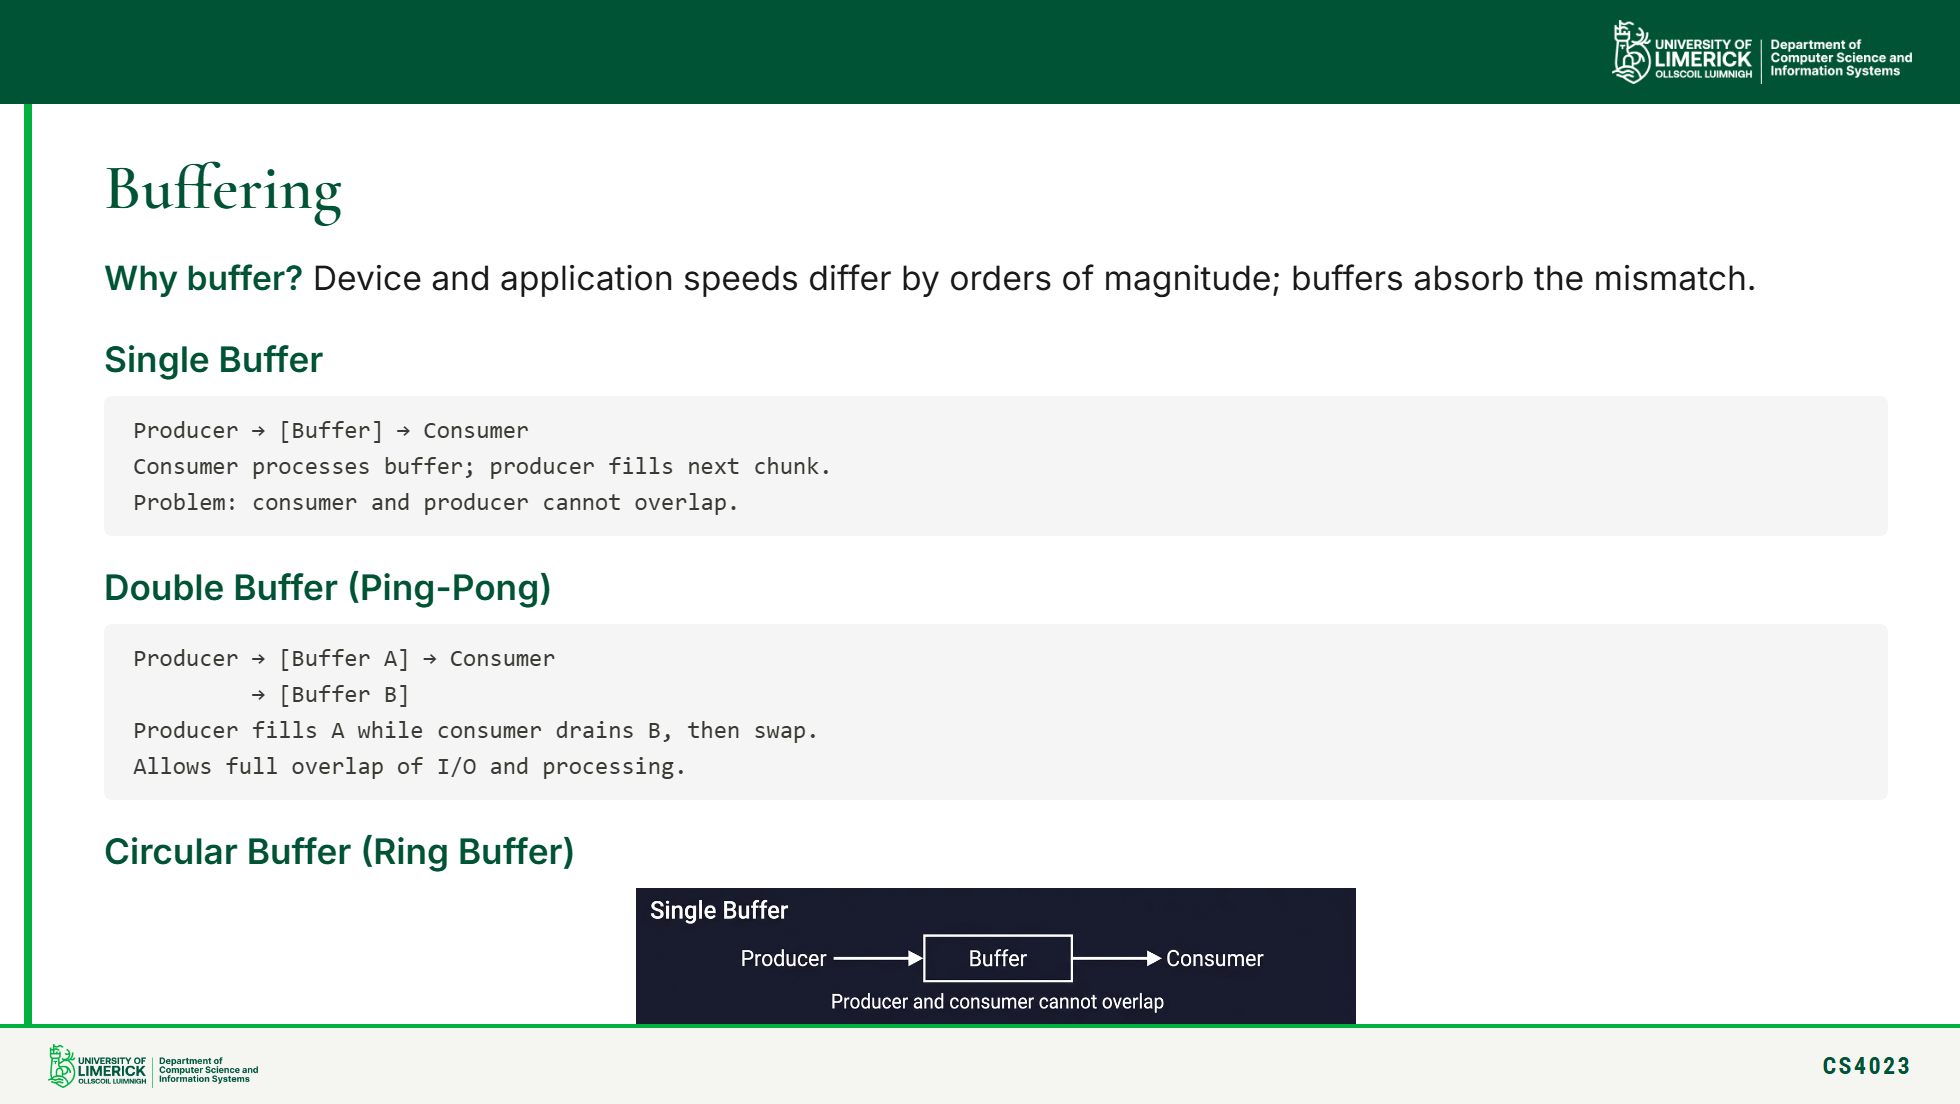 UNIVERSITY OF
LIMERICK
OLLSCOIL LUIMNIGH
Department of
Computer Science and
Information Systems
Buffering
Why buffer? Device and application speeds differ by orders of magnitude; buffers absorb the mismatch.
Single Buffer
Producer → [Buffer] → Consumer
Consumer processes buffer; producer fills next chunk.
Problem: consumer and producer cannot overlap.
Double Buffer (Ping-Pong)
Producer → [Buffer A] → Consumer
→ [Buffer B]
Producer fills A while consumer drains B, then swap.
Allows full overlap of I/O and processing.
Circular Buffer (Ring Buffer)
Single Buffer
Producer Buffer Consumer
Producer and consumer cannot overlap
UNIVERSITY OF
LIMERICK
OLLSCOIL LUIMNIGH
Department of
Computer Science and
Information Systems
CS4023